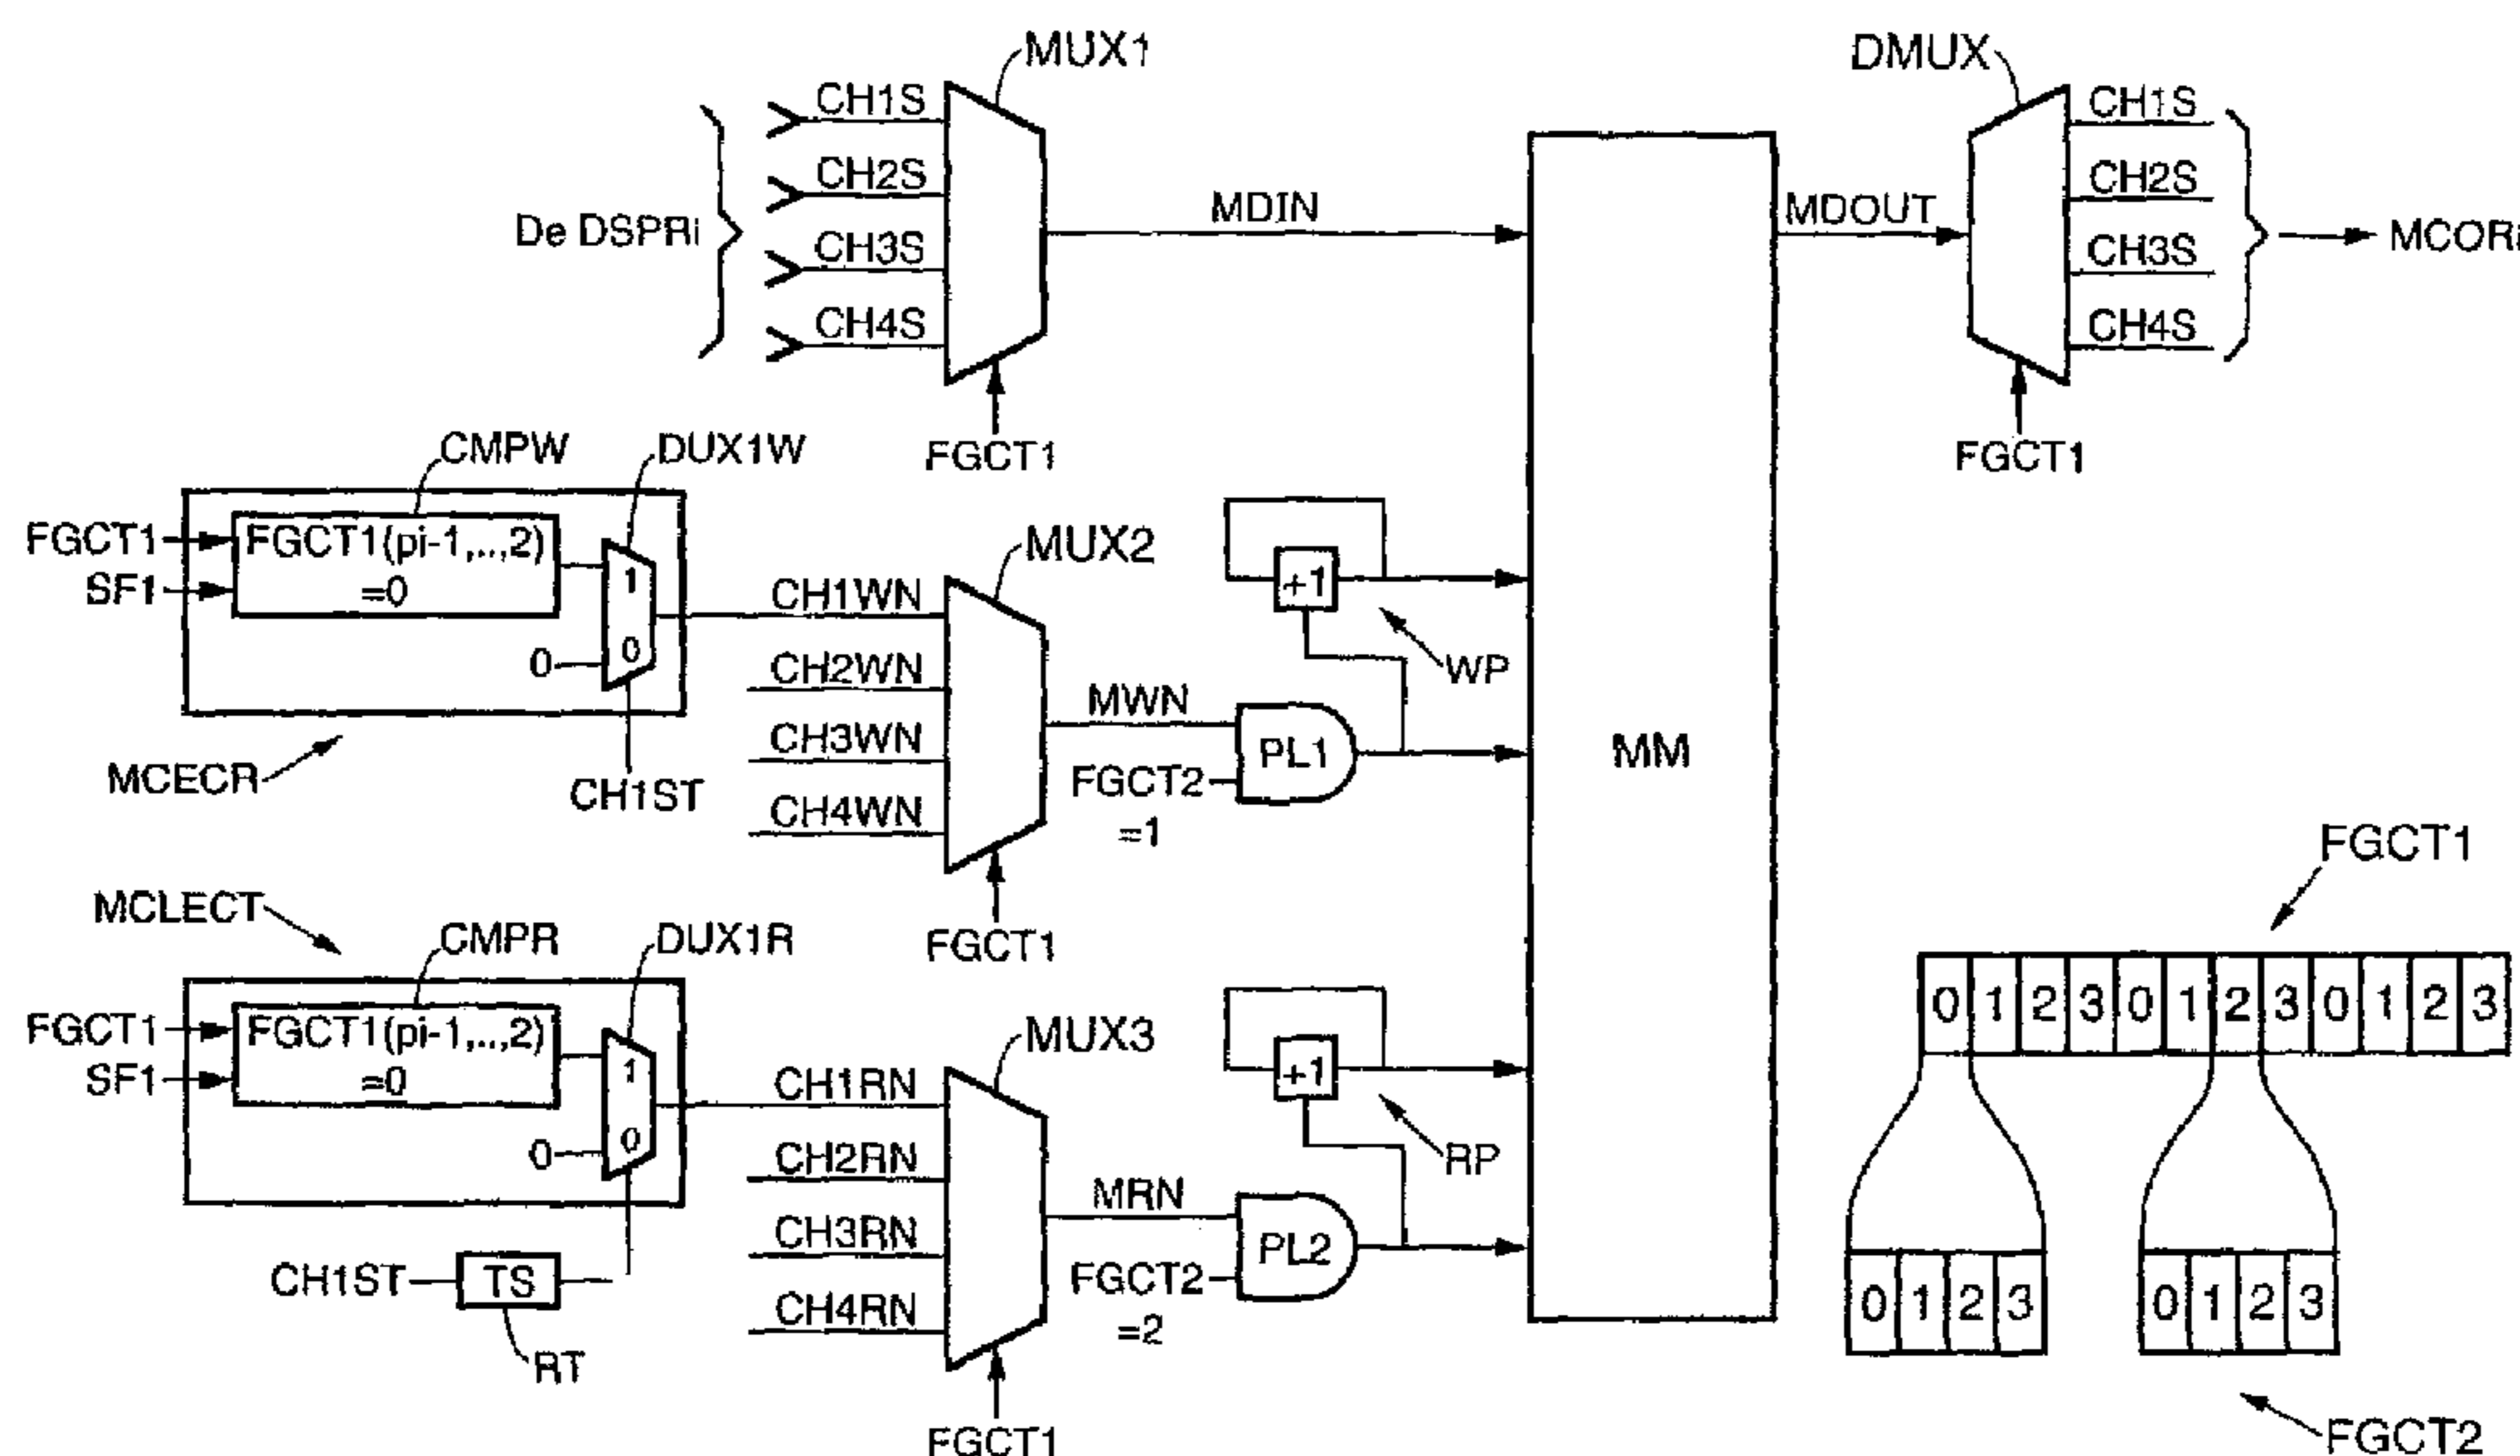 MUX1
DMUX
CH1S
CH2S
CH3S
CH4S
De DSPRi
MDIN
MDOUT
CH1S
CH2S
CH3S
CH4S
MCORi
FGCT1
FGCT1
CMPW
DUX1W
FGCT1
SF1
FGCT1(pi-1,..,2)
=0
1
0
0
MCECR
CH1ST
MUX2
CH1WN
CH2WN
CH3WN
CH4WN
FGCT1
MWN
FGCT2
=1
PL1
+1
WP
MM
MCLECT
CMPR
DUX1R
FGCT1
SF1
FGCT1(pi-1,..,2)
=0
1
0
0
CH1ST
TS
RT
MUX3
CH1RN
CH2RN
CH3RN
CH4RN
FGCT1
MRN
FGCT2
=2
PL2
+1
RP
FGCT1
0 1 2 3 0 1 2 3 0 1 2 3
0 1 2 3
0 1 2 3
FGCT2